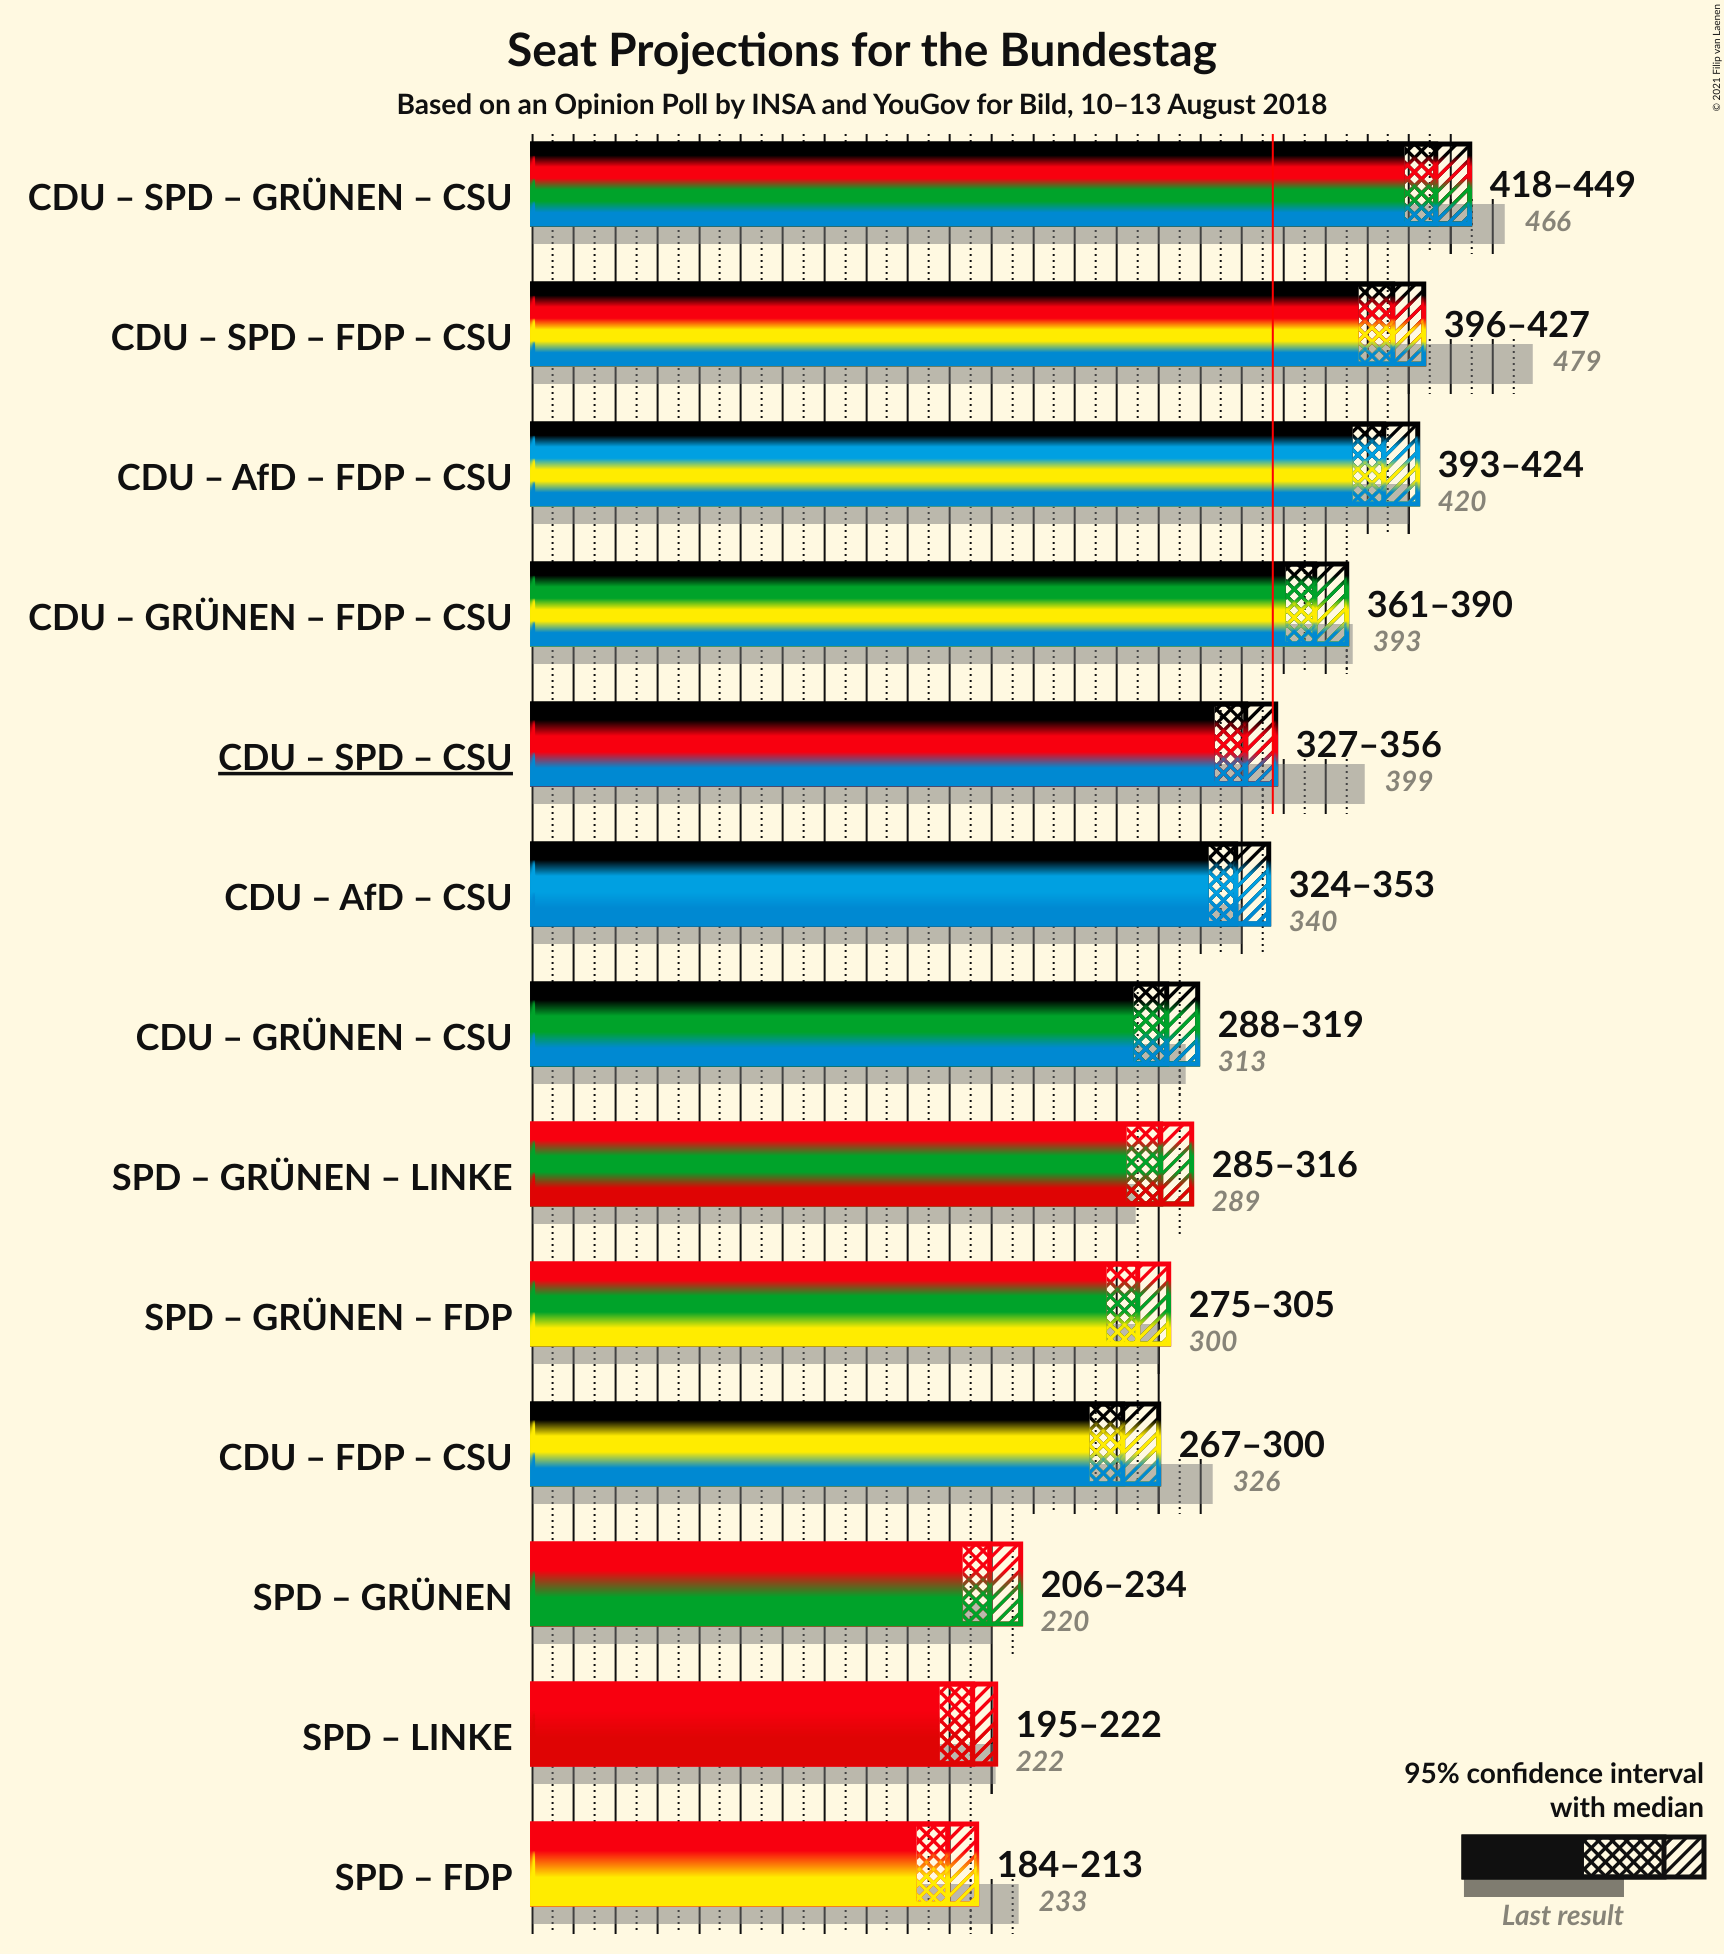 Seat Projections for the Bundestag
Based on an Opinion Poll by INSA and YouGov for Bild, 10–13 August 2018
© 2021 Filip van Laenen
CDU – SPD – GRÜNEN – CSU
418–449
466
CDU – SPD – FDP – CSU
396–427
479
CDU – AfD – FDP – CSU
393–424
420
CDU – GRÜNEN – FDP – CSU
361–390
393
CDU – SPD – CSU
327–356
399
CDU – AfD – CSU
324–353
340
CDU – GRÜNEN – CSU
288–319
313
SPD – GRÜNEN – LINKE
285–316
289
SPD – GRÜNEN – FDP
275–305
300
CDU – FDP – CSU
267–300
326
SPD – GRÜNEN
206–234
220
SPD – LINKE
195–222
222
SPD – FDP
184–213
233
95% confidence interval
with median
Last result